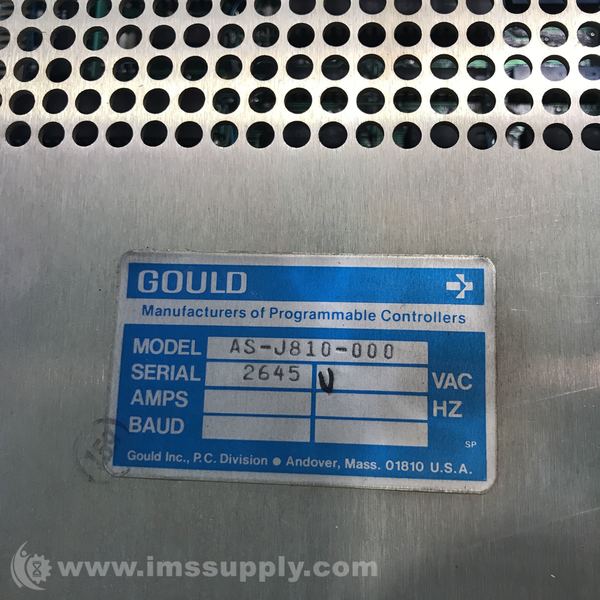 GOULD
Manufacturers of Programmable Controllers
MODEL AS-J810-000
SERIAL 2645 V VAC
AMPS HZ
BAUD
SP
Gould Inc., P.C. Division ● Andover, Mass. 01810 U.S.A.
www.imssupply.com